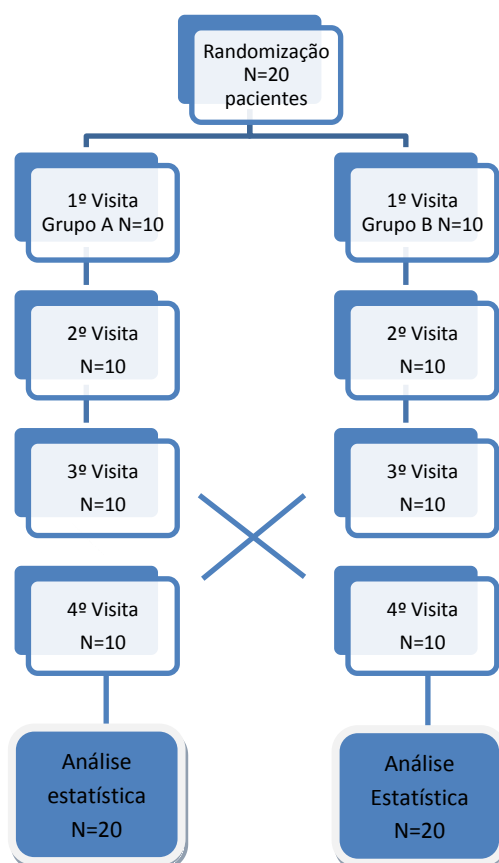 Randomização
N=20
pacientes
1º Visita
Grupo A N=10
1º Visita
Grupo B N=10
2º Visita
N=10
2º Visita
N=10
3º Visita
N=10
3º Visita
N=10
4º Visita
N=10
4º Visita
N=10
Análise
estatística
N=20
Análise
Estatística
N=20